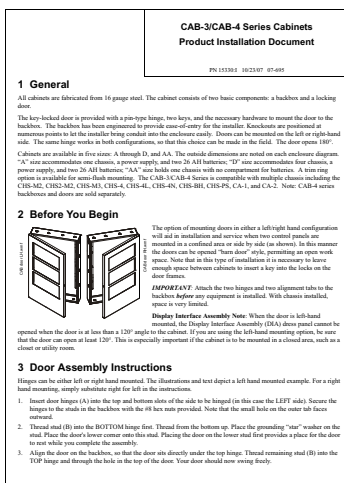 CAB-3/CAB-4 Series Cabinets
Product Installation Document
PN 15330:I 10/23/07 07-695
1 General
All cabinets are fabricated from 16 gauge steel. The cabinet consists of two basic components: a backbox and a locking
door.
The key-locked door is provided with a pin-type hinge, two keys, and the necessary hardware to mount the door to the
backbox. The backbox has been engineered to provide ease-of-entry for the installer. Knockouts are positioned at
numerous points to let the installer bring conduit into the enclosure easily. Doors can be mounted on the left or right-hand
side. The same hinge works in both configurations, so that this choice can be made in the field. The door opens 180°.
Cabinets are available in five sizes: A through D, and AA. The outside dimensions are noted on each enclosure diagram.
"A" size accommodates one chassis, a power supply, and two 26 AH batteries; "D" size accommodates four chassis, a
power supply, and two 26 AH batteries; "AA" size holds one chassis with no compartment for batteries. A trim ring
option is available for semi-flush mounting. The CAB-3/CAB-4 Series is compatible with multiple chassis including the
CHS-M2, CHS2-M2, CHS-M3, CHS-4, CHS-4L, CHS-4N, CHS-BH, CHS-PS, CA-1, and CA-2. Note: CAB-4 series
backboxes and doors are sold separately.
2 Before You Begin
The option of mounting doors in either a left/right hand configuration
will aid in installation and service when two control panels are
mounted in a confined area or side by side (as shown). In this manner
the doors can be opened "barn door" style, permitting an open work
space. Note that in this type of installation it is necessary to leave
enough space between cabinets to insert a key into the locks on the
door frames.
IMPORTANT: Attach the two hinges and two alignment tabs to the
backbox before any equipment is installed. With chassis installed,
space is very limited.
Display Interface Assembly Note: When the door is left-hand
mounted, the Display Interface Assembly (DIA) dress panel cannot be
opened when the door is at less than a 120° angle to the cabinet. If you are using the left-hand mounting option, be sure
that the door can open at least 120°. This is especially important if the cabinet is to be mounted in a closed area, such as a
closet or utility room.
3 Door Assembly Instructions
Hinges can be either left or right hand mounted. The illustrations and text depict a left hand mounted example. For a right
hand mounting, simply substitute right for left in the instructions.
1. Insert door hinges (A) into the top and bottom slots of the side to be hinged (in this case the LEFT side). Secure the
hinges to the studs in the backbox with the #8 hex nuts provided. Note that the small hole on the outer tab faces
outward.
2. Thread stud (B) into the BOTTOM hinge first. Thread from the bottom up. Place the grounding "star" washer on the
stud. Place the door's lower corner onto this stud. Placing the door on the lower stud first provides a place for the door
to rest while you complete the assembly.
3. Align the door on the backbox, so that the door sits directly under the top hinge. Thread remaining stud (B) into the
TOP hinge and through the hole in the top of the door. Your door should now swing freely.